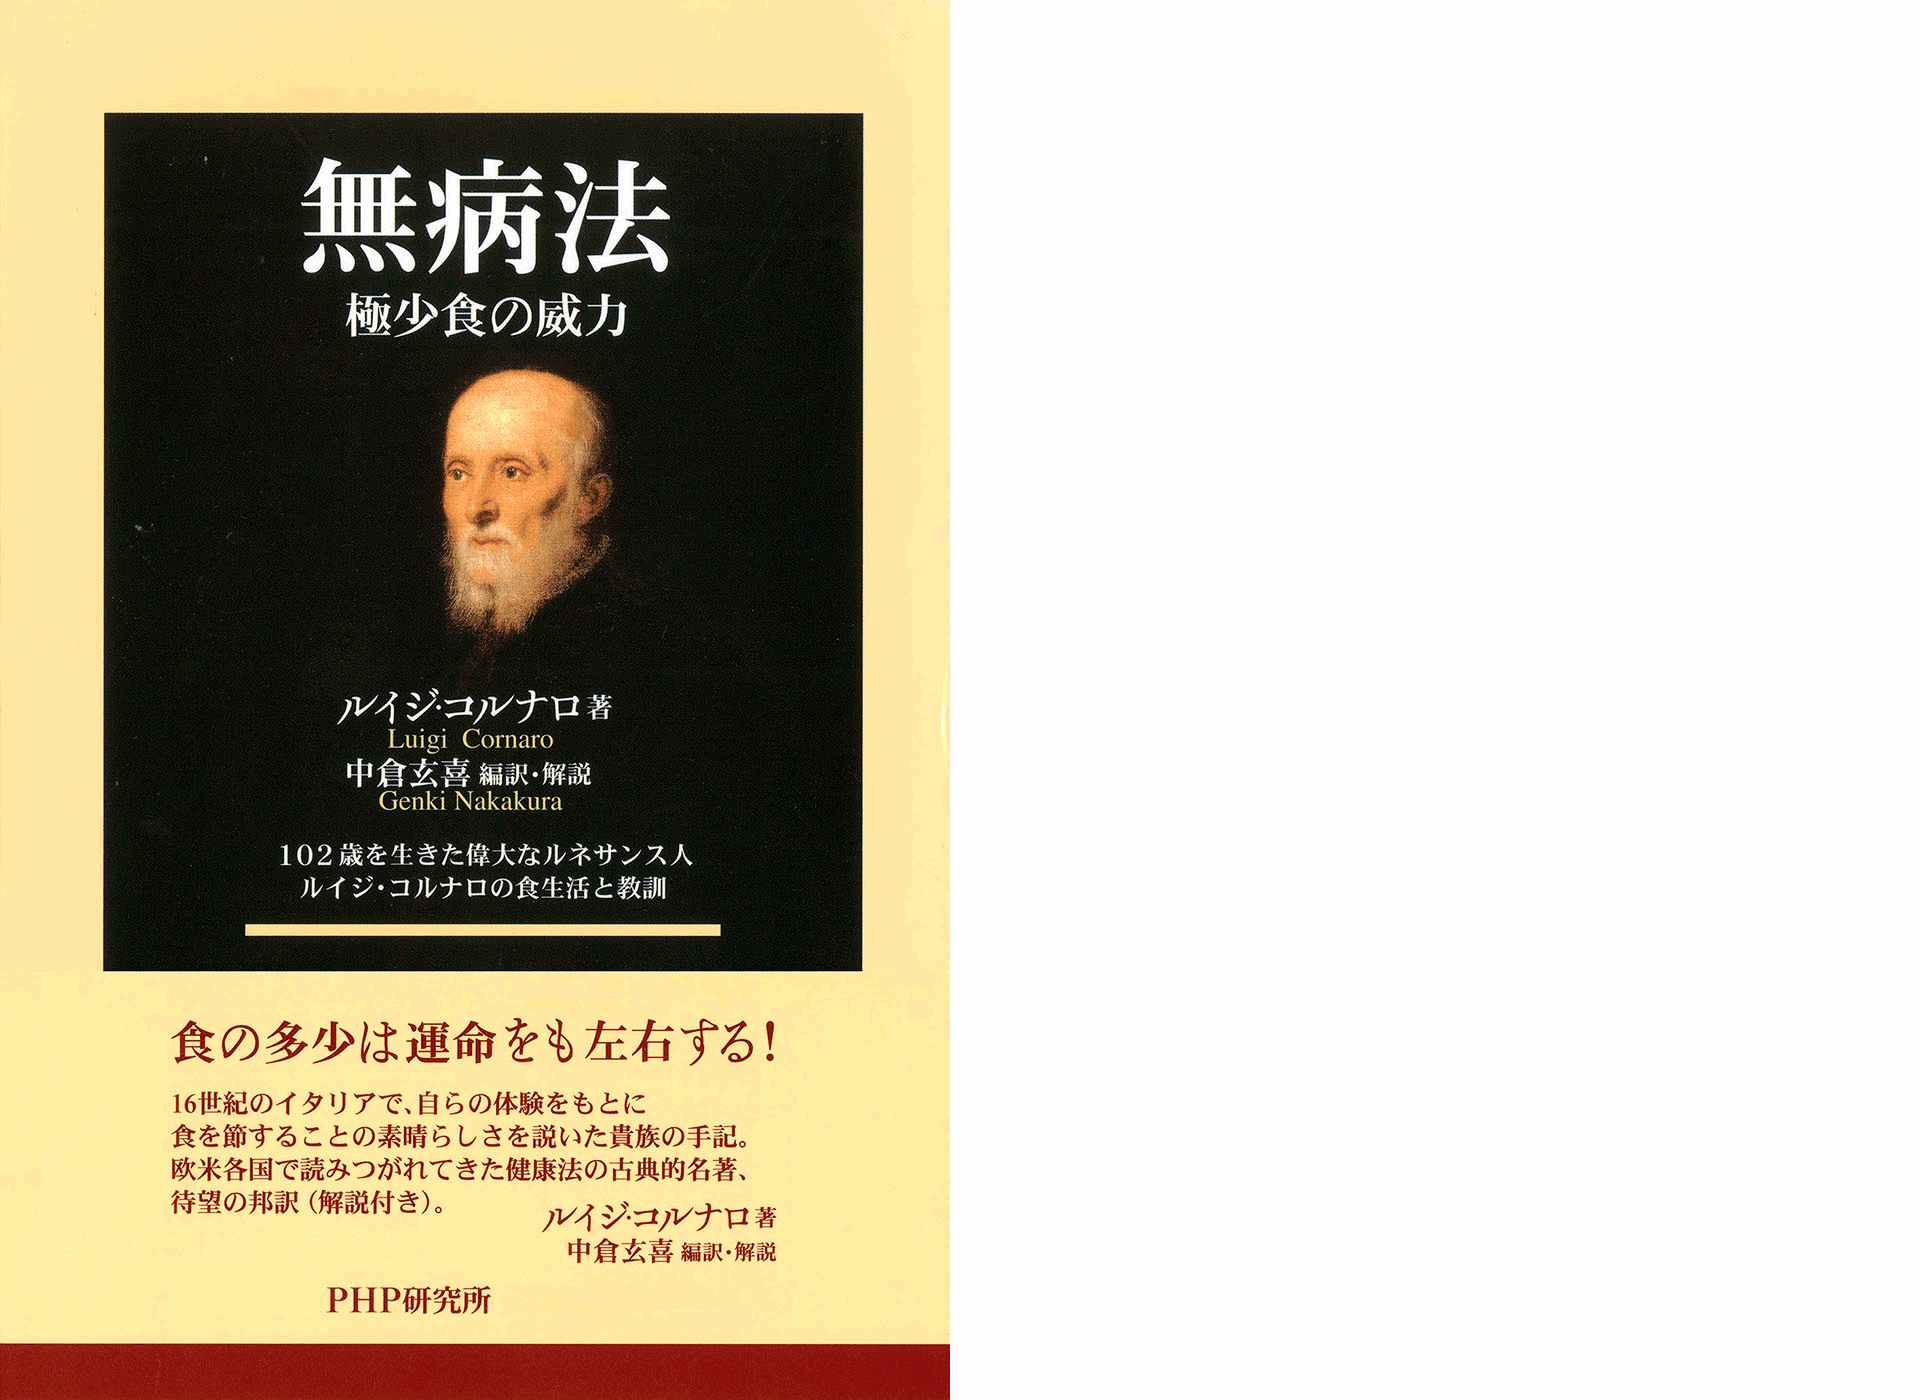 無病法
極少食の威力
ルイジ・コルナロ 著
Luigi Cornaro
中倉玄喜 編訳・解説
Genki Nakakura
102歳を生きた偉大なルネサンス人
ルイジ・コルナロの食生活と教訓
食の多少は運命をも左右する！
16世紀のイタリアで、自らの体験をもとに
食を節することの素晴らしさを説いた貴族の手記。
欧米各国で読みつがれてきた健康法の古典的名著、
待望の邦訳（解説付き）。
ルイジ・コルナロ 著
中倉玄喜 編訳・解説
PHP研究所